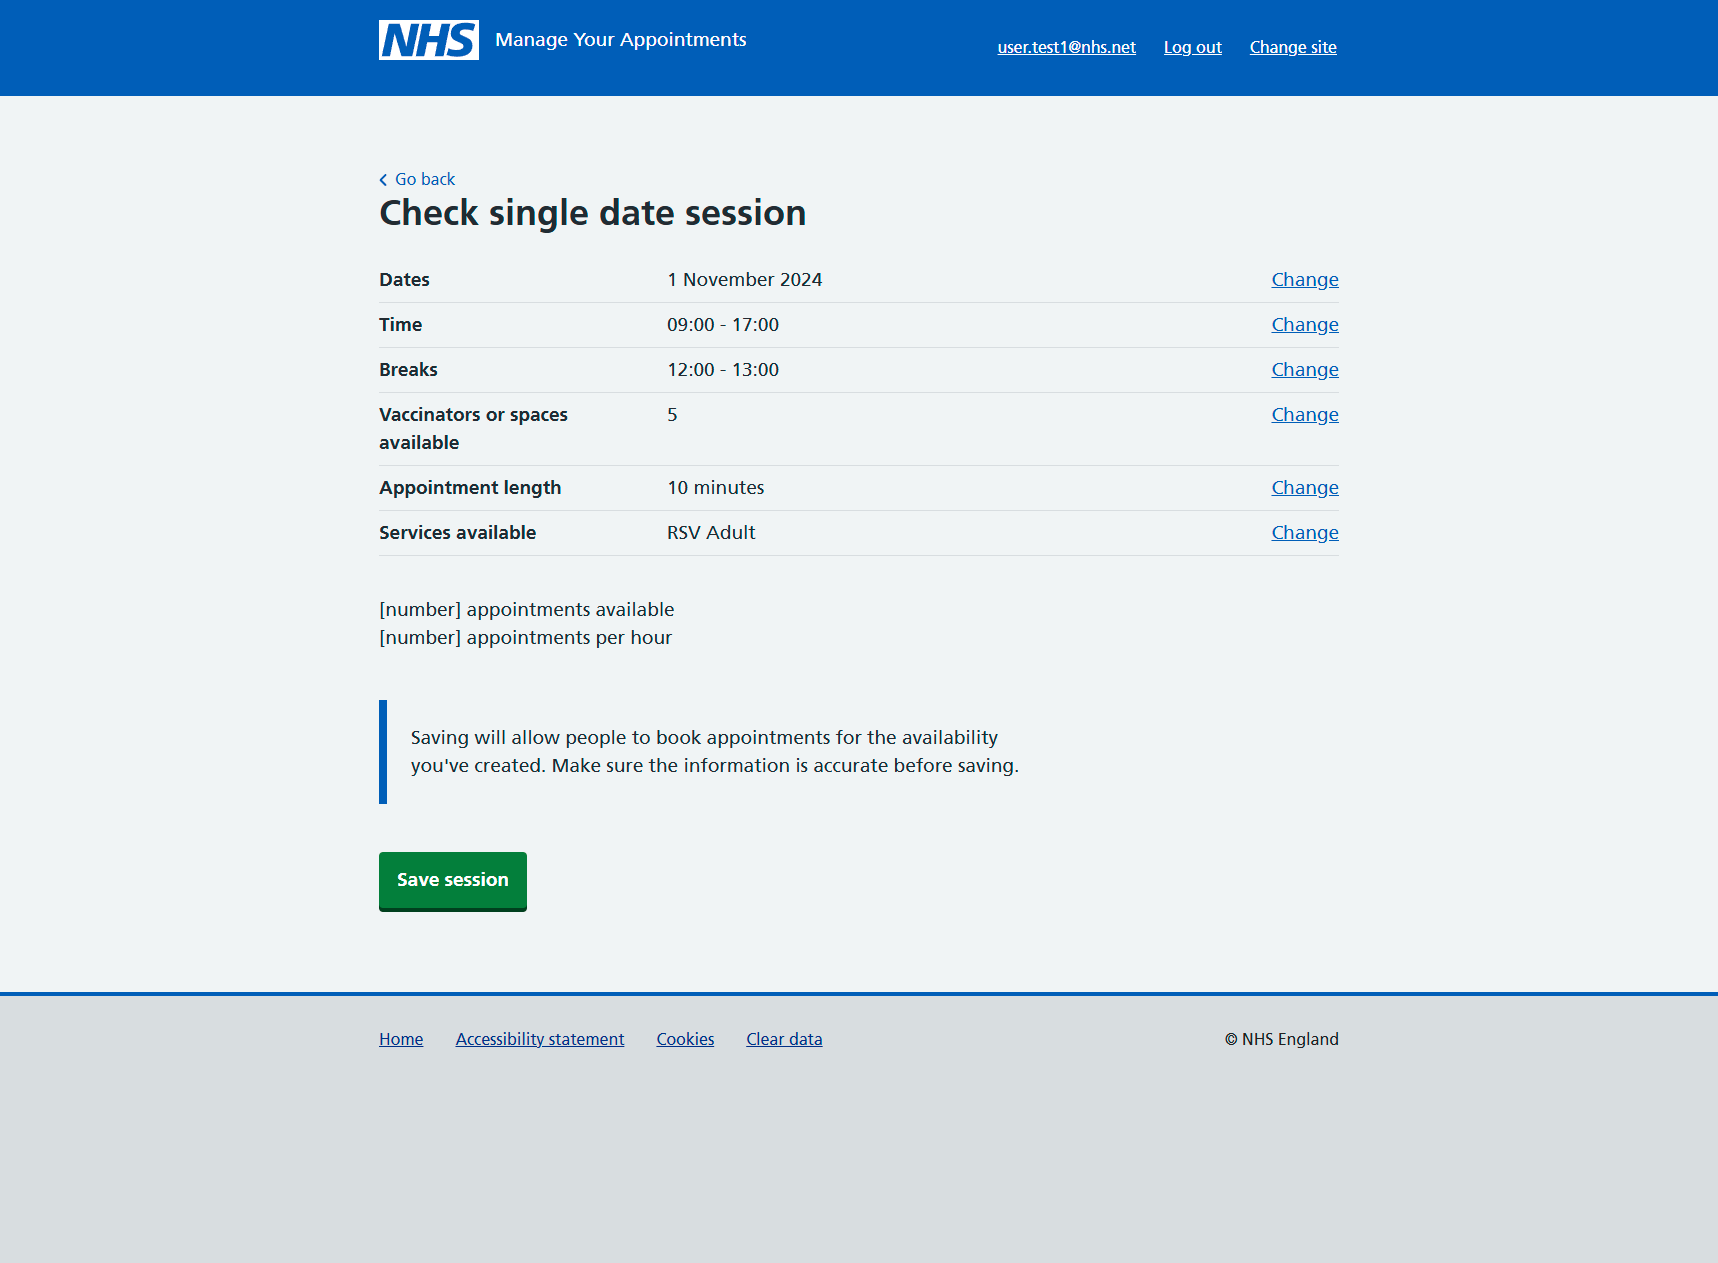 NHS Manage Your Appointments
user.test1@nhs.net Log out Change site
Go back
Check single date session
Dates 1 November 2024 Change
Time 09:00 - 17:00 Change
Breaks 12:00 - 13:00 Change
Vaccinators or spaces 5 Change
available
Appointment length 10 minutes Change
Services available RSV Adult Change
[number] appointments available
[number] appointments per hour
Saving will allow people to book appointments for the availability
you've created. Make sure the information is accurate before saving.
Save session
Home Accessibility statement Cookies Clear data © NHS England